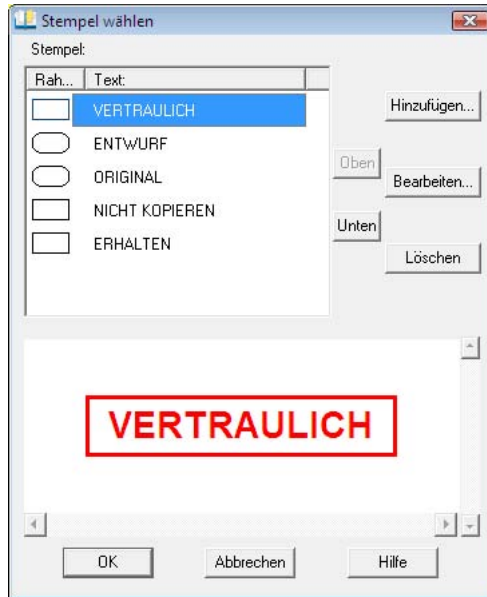 Stempel wählen
Stempel:
Rah... Text:
VERTRAULICH
ENTWURF
ORIGINAL
NICHT KOPIEREN
ERHALTEN
Hinzufügen...
Oben
Bearbeiten...
Unten
Löschen
VERTRAULICH
OK Abbrechen Hilfe